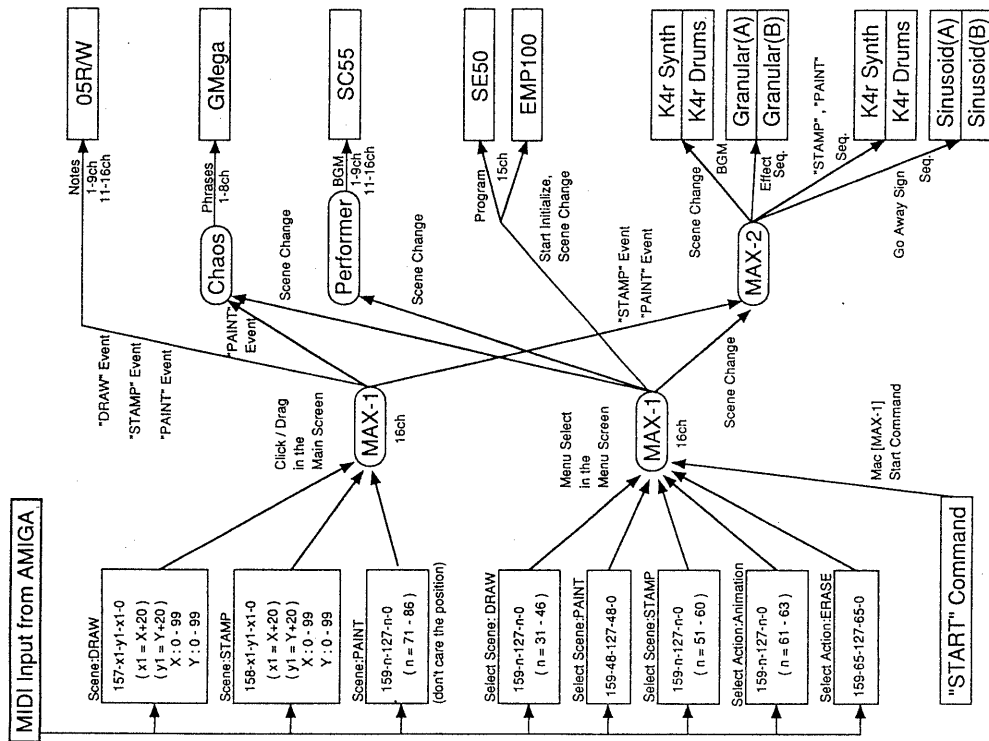 MIDI Input from AMIGA
Scene:DRAW
157-x1-y1-x1-0
( x1 = X+20 )
( y1 = Y+20 )
X : 0 - 99
Y : 0 - 99
Scene:STAMP
158-x1-y1-x1-0
( x1 = X+20 )
( y1 = Y+20 )
X : 0 - 99
Y : 0 - 99
Scene:PAINT
159-n-127-n-0
( n = 71 - 86 )
(don't care the position)
Select Scene: DRAW
159-n-127-n-0
( n = 31 - 46 )
Select Scene:PAINT
159-48-127-48-0
Select Scene:STAMP
159-n-127-n-0
( n = 51 - 60 )
Select Action:Animation
159-n-127-n-0
( n = 61 - 63 )
Select Action:ERASE
159-65-127-65-0
"START" Command
Click / Drag
in the
Main Screen
MAX-1
16ch
Menu Select
in the
Menu Screen
MAX-1
16ch
Mac [MAX-1]
Start Command
"DRAW" Event
"STAMP" Event
"PAINT" Event
"PAINT"
Event
Scene Change
Scene Change
"STAMP" Event
"PAINT" Event
Start Initialize,
Scene Change
Scene Change
Chaos
Performer
MAX-2
Notes
1-9ch
11-16ch
Phrases
1-8ch
BGM
1-9ch
11-16ch
Program
15ch
Scene Change
BGM
Effect
Seq.
"STAMP" , "PAINT"
Seq.
Go Away Sign
Seq.
05R/W
GMega
SC55
SE50
EMP100
K4r Synth
K4r Drums
Granular(A)
Granular(B)
K4r Synth
K4r Drums
Sinusoid(A)
Sinusoid(B)